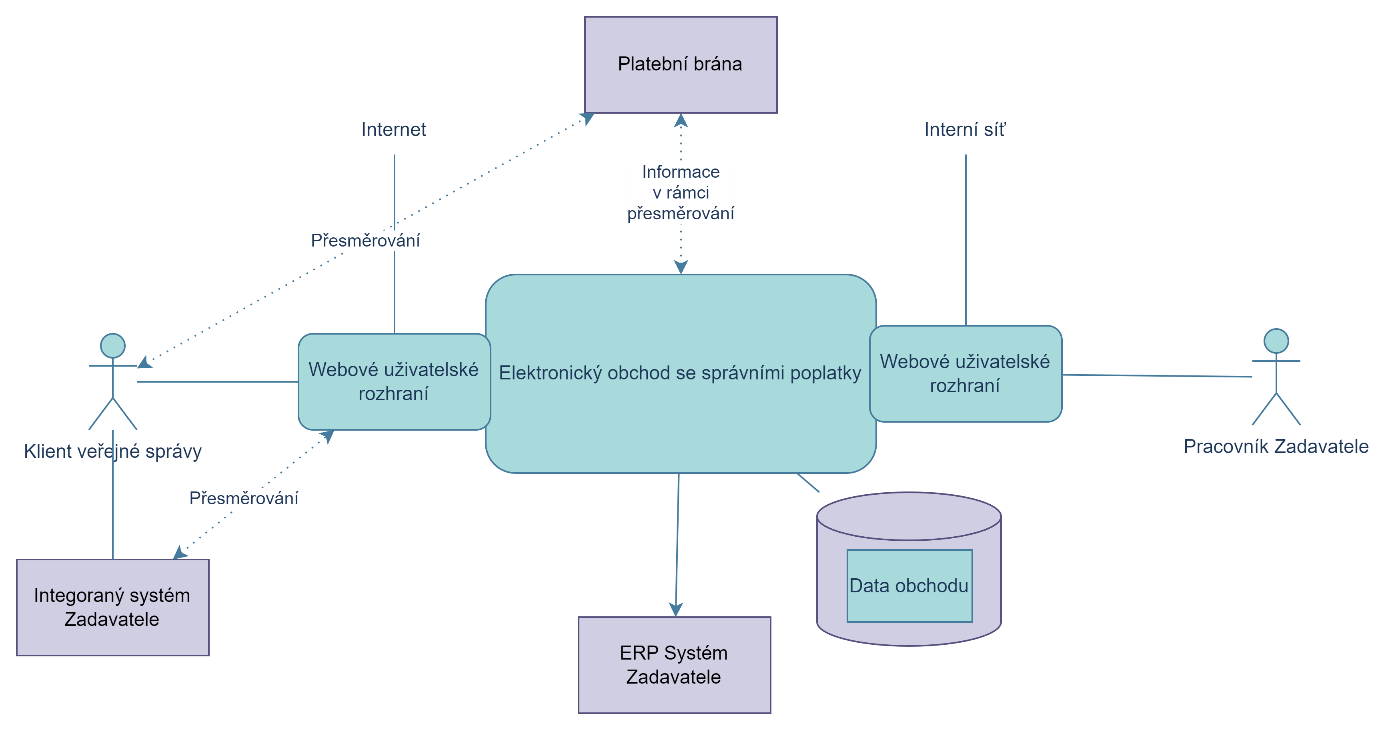 Platební brána
Internet
Interní síť
Informace
v rámci
přesměrování
Přesměrování
Webové uživatelské
rozhraní
Elektronický obchod se správními poplatky
Webové uživatelské
rozhraní
Klient veřejné správy
Pracovník Zadavatele
Přesměrování
Integoraný systém
Zadavatele
Data obchodu
ERP Systém
Zadavatele